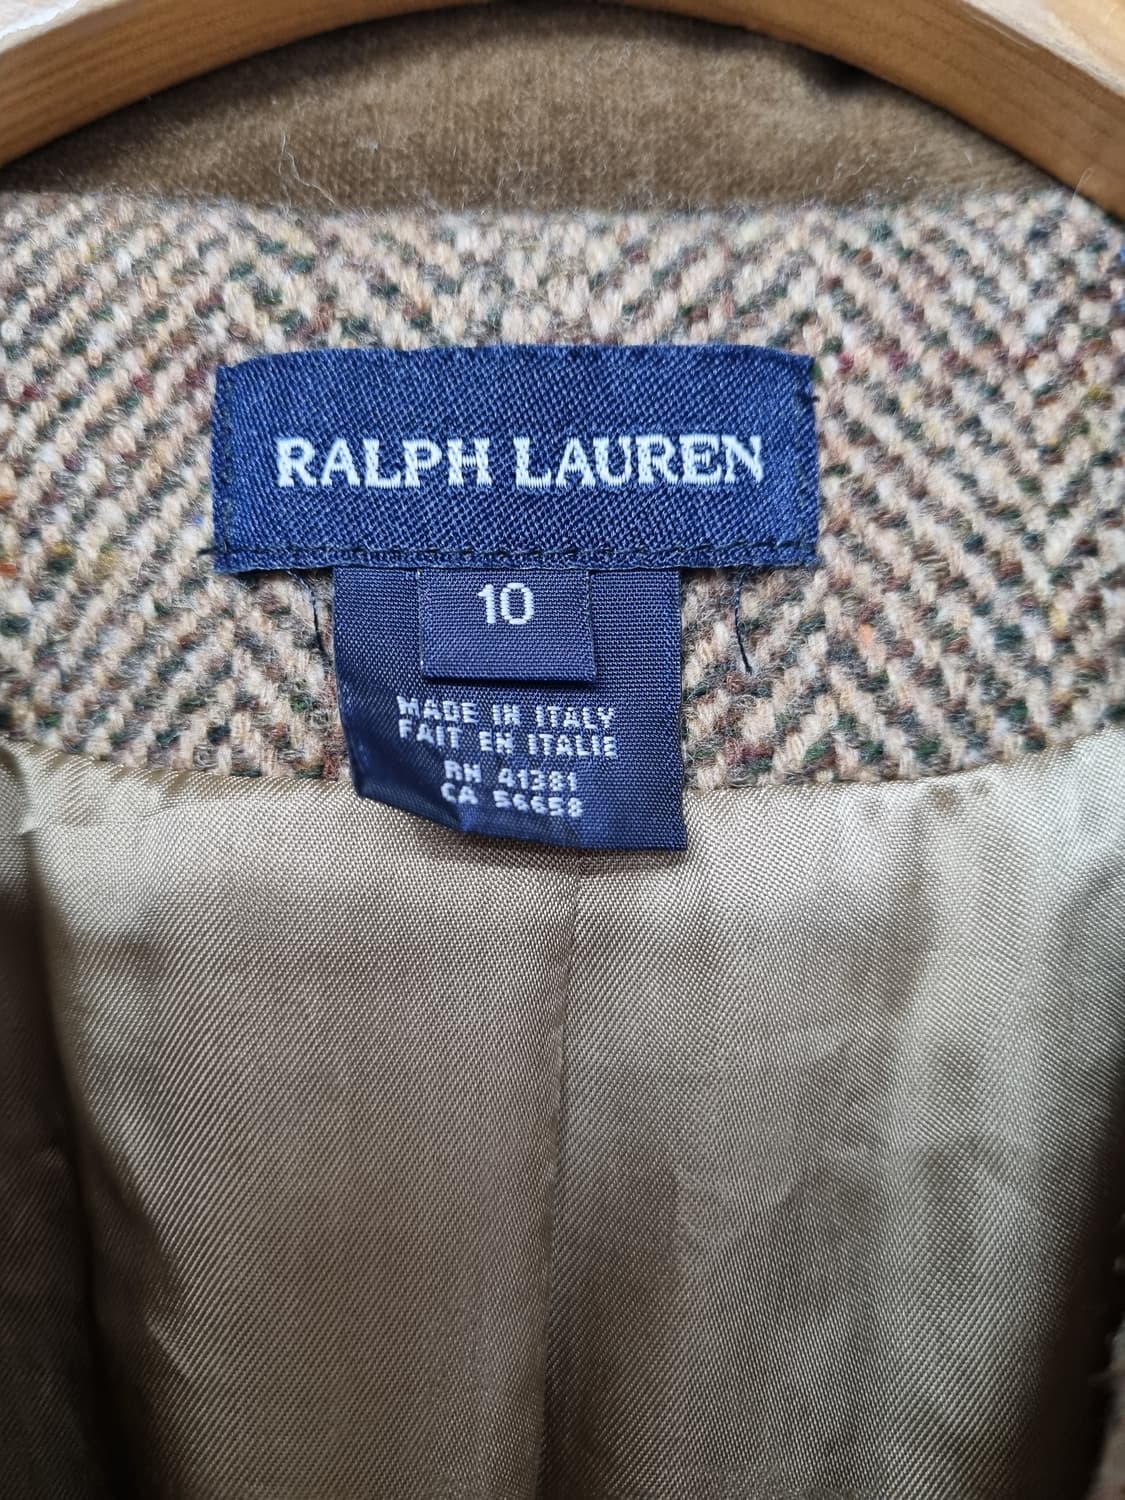 RALPH LAUREN
10
MADE IN ITALY
FAIT EN ITALIE
RN 41381
CA 56658